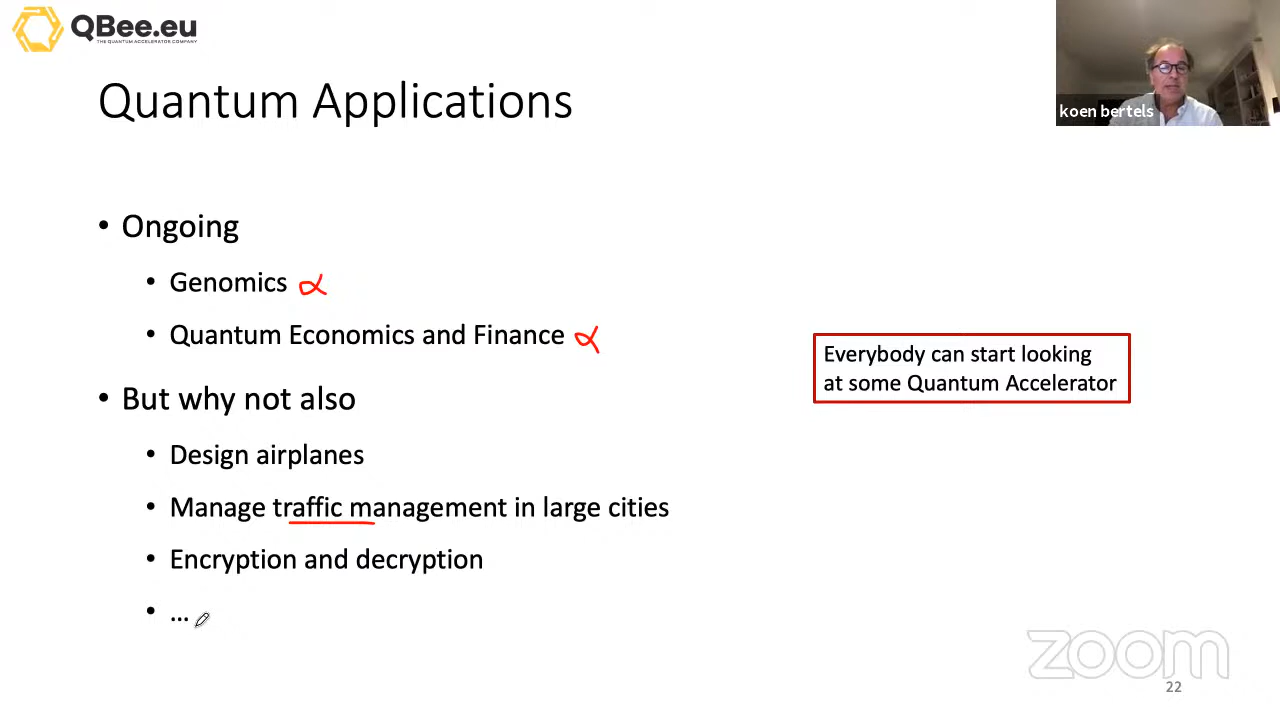 QBee.eu
THE QUANTUM ACCELERATOR COMPANY
koen bertels
Quantum Applications
• Ongoing
• Genomics α
• Quantum Economics and Finance α
Everybody can start looking
at some Quantum Accelerator
• But why not also
• Design airplanes
• Manage traffic management in large cities
• Encryption and decryption
• ...
zoom
22